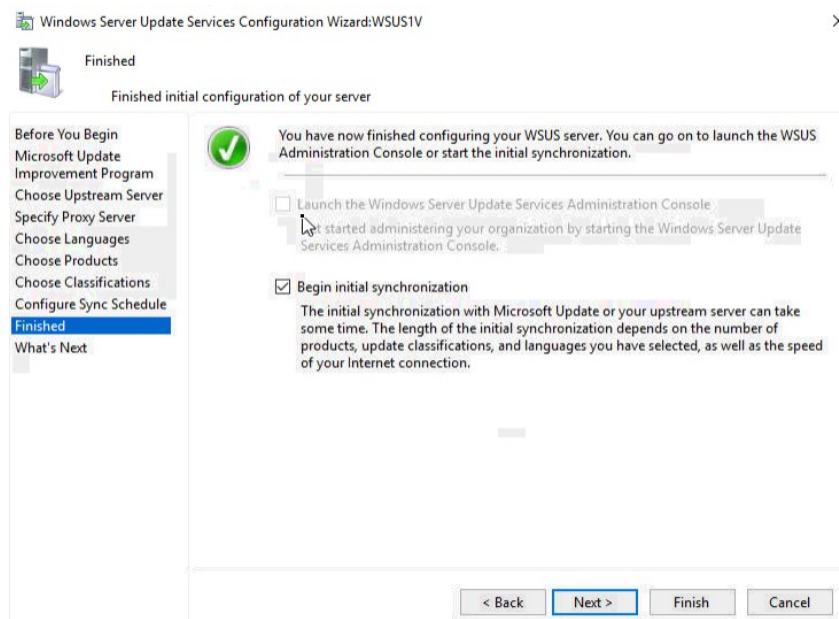 Windows Server Update Services Configuration Wizard:WSUS1V
Finished
Finished initial configuration of your server
Before You Begin
Microsoft Update
Improvement Program
Choose Upstream Server
Specify Proxy Server
Choose Languages
Choose Products
Choose Classifications
Configure Sync Schedule
Finished
What's Next
You have now finished configuring your WSUS server. You can go on to launch the WSUS
Administration Console or start the initial synchronization.
Launch the Windows Server Update Services Administration Console
started administering your organization by starting the Windows Server Update
Services Administration Console.
Begin initial synchronization
The initial synchronization with Microsoft Update or your upstream server can take
some time. The length of the initial synchronization depends on the number of
products, update classifications, and languages you have selected, as well as the speed
of your Internet connection.
< Back
Next >
Finish
Cancel